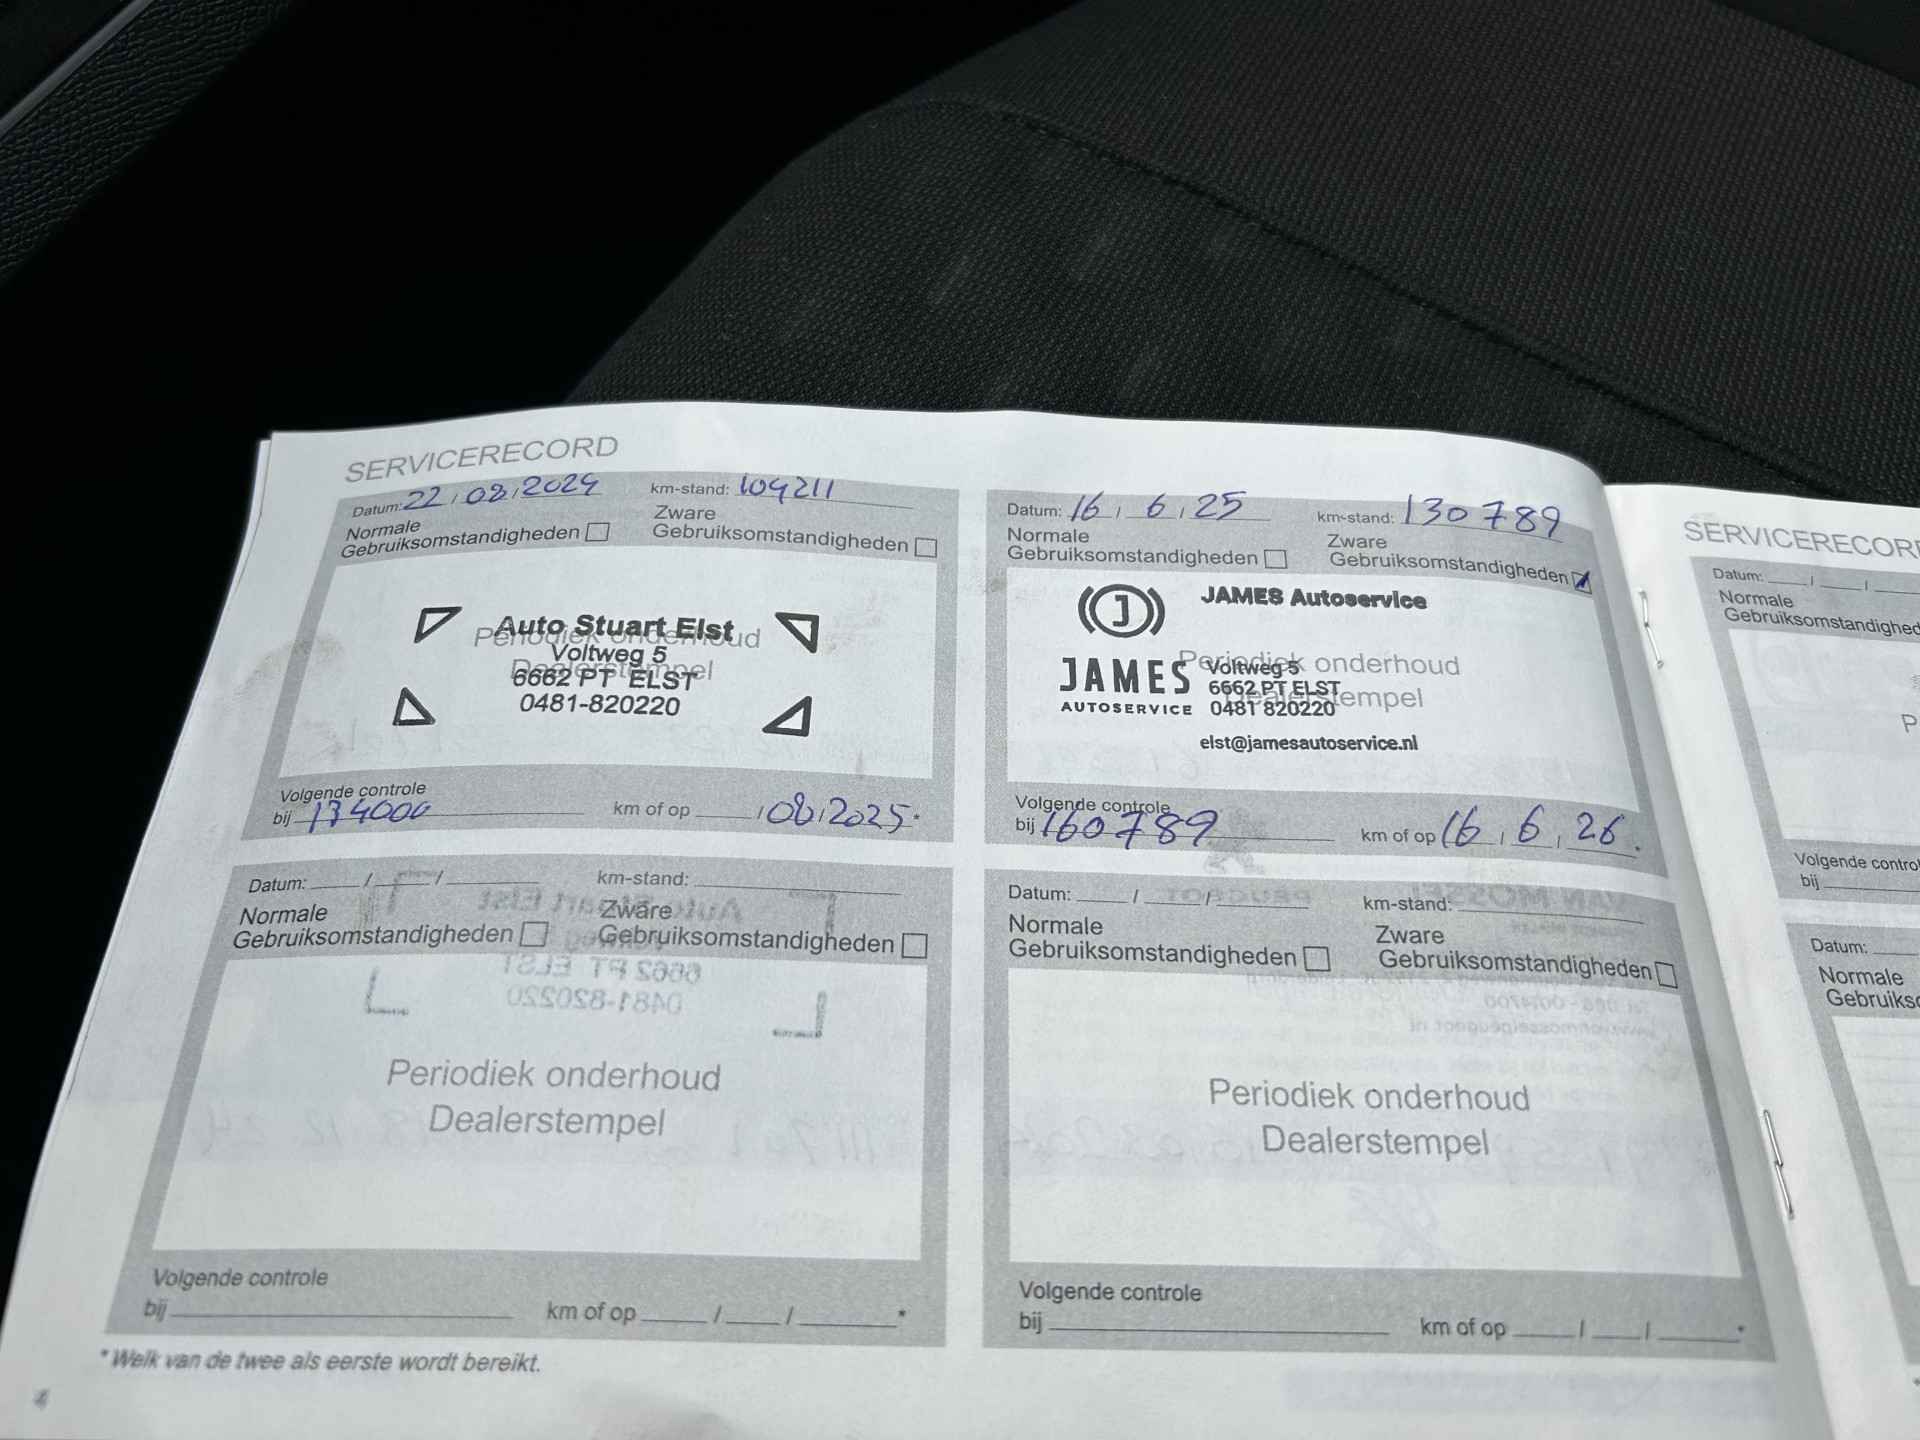 SERVICERECORD
Datum: 22 / 08 / 2024 km-stand: 104211
Normale Gebruiksomstandigheden
Zware Gebruiksomstandigheden
Auto Stuart Elst
Periodiek onderhoud
Voltweg 5
Dealerstempel
6662 PT ELST
0481-820220
Volgende controle
bij 134000 km of op / 08 / 2025 *
Datum: 16 / 6 / 25 km-stand: 130789
Normale Gebruiksomstandigheden
Zware Gebruiksomstandigheden
JAMES Autoservice
J
JAMES
AUTOSERVICE
Periodiek onderhoud
Voltweg 5
6662 PT ELST
Dealerstempel
0481 820220
elst@jamesautoservice.nl
Volgende controle
bij 160789 km of op 16 / 6 / 26 *
Datum: / / km-stand:
Normale Gebruiksomstandigheden
Zware Gebruiksomstandigheden
Periodiek onderhoud
Dealerstempel
Volgende controle
bij km of op / / *
Datum: / / km-stand:
Normale Gebruiksomstandigheden
Zware Gebruiksomstandigheden
Periodiek onderhoud
Dealerstempel
Volgende controle
bij km of op / / *
* Welk van de twee als eerste wordt bereikt.
4
SERVICERECOR
Datum: / /
Normale
Gebruiksomstandighed
P
Volgende control
bij
Datum:
Normale
Gebruikso